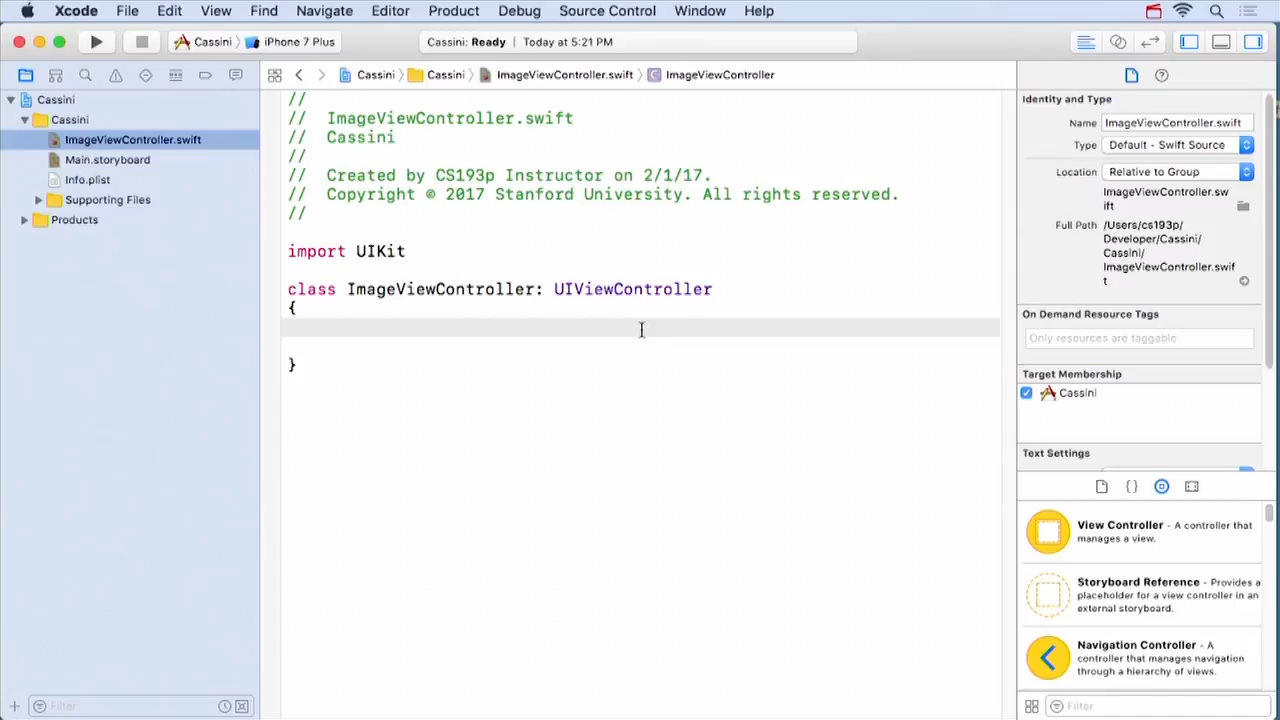 Xcode File Edit View Find Navigate Editor Product Debug Source Control Window Help
Cassini iPhone 7 Plus
Cassini: Ready | Today at 5:21 PM
Cassini Cassini ImageViewController.swift ImageViewController
Cassini
Cassini
ImageViewController.swift
Main.storyboard
Info.plist
Supporting Files
Products
Filter
//
// ImageViewController.swift
// Cassini
//
// Created by CS193p Instructor on 2/1/17.
// Copyright © 2017 Stanford University. All rights reserved.
//
import UIKit
class ImageViewController: UIViewController
{
}
Identity and Type
Name ImageViewController.swift
Type Default - Swift Source
Location Relative to Group
ImageViewController.sw
ift
Full Path /Users/cs193p/
Developer/Cassini/
Cassini/
ImageViewController.swif
t
On Demand Resource Tags
Only resources are taggable
Target Membership
Cassini
Text Settings
{}
View Controller - A controller that
manages a view.
Storyboard Reference - Provides a
placeholder for a view controller in an
external storyboard.
Navigation Controller - A
controller that manages navigation
through a hierarchy of views.
Filter